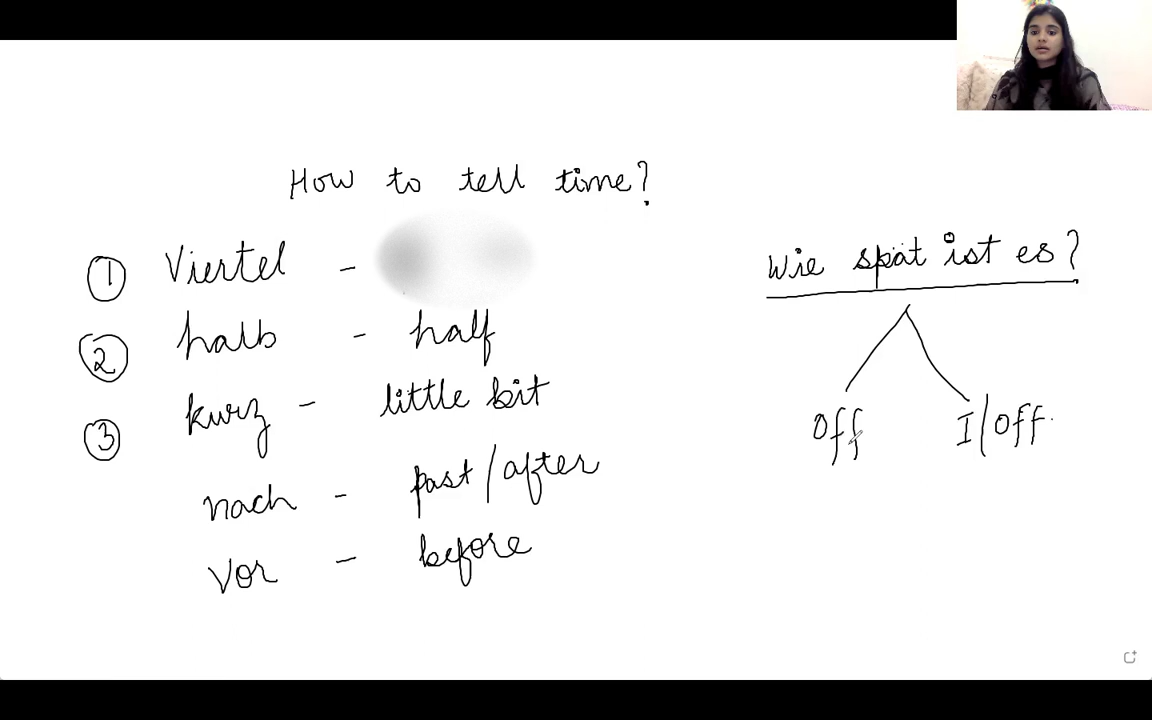 How to tell time?
① Viertel -
② halb - half
③ kurz - little bit
nach - past/after
Vor - before
Wie spät ist es?
Off
I/Off.